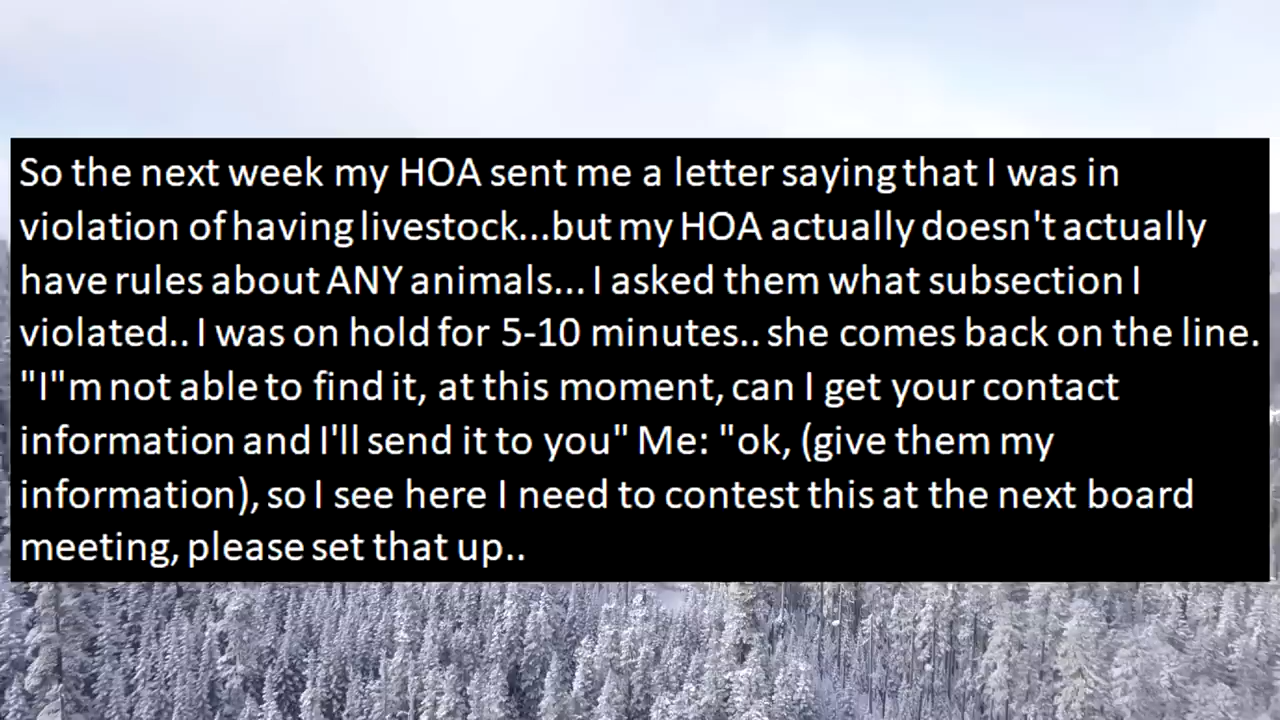 So the next week my HOA sent me a letter saying that I was in
violation of having livestock...but my HOA actually doesn't actually
have rules about ANY animals... I asked them what subsection I
violated.. I was on hold for 5-10 minutes.. she comes back on the line.
"I"m not able to find it, at this moment, can I get your contact
information and I'll send it to you" Me: "ok, (give them my
information), so I see here I need to contest this at the next board
meeting, please set that up..